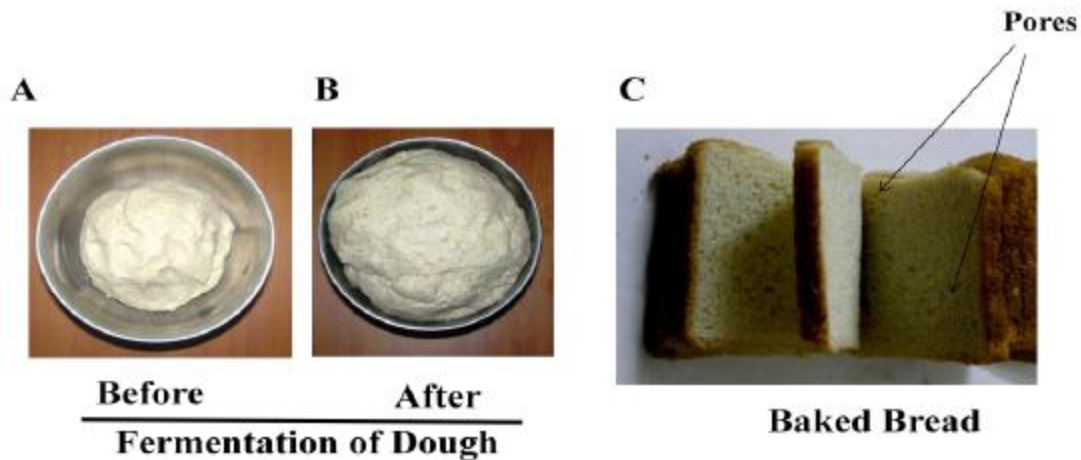 Pores
A
B
C
Before
After
Fermentation of Dough
Baked Bread